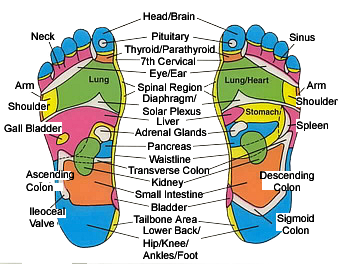 Head/Brain
Neck
Pituitary
Sinus
Thyroid/Parathyroid
7th Cervical
Eye/Ear
Lung
Lung/Heart
Arm
Spinal Region
Arm
Shoulder
Diaphragm/
Solar Plexus
Shoulder
Stomach
Liver
Gall Bladder
Adrenal Glands
Spleen
Pancreas
Waistline
Transverse Colon
Ascending
Colon
Kidney
Descending
Colon
Small Intestine
Bladder
Ileoceal
Valve
Tailbone Area
Sigmoid
Colon
Lower Back/
Hip/Knee/
Ankles/Foot